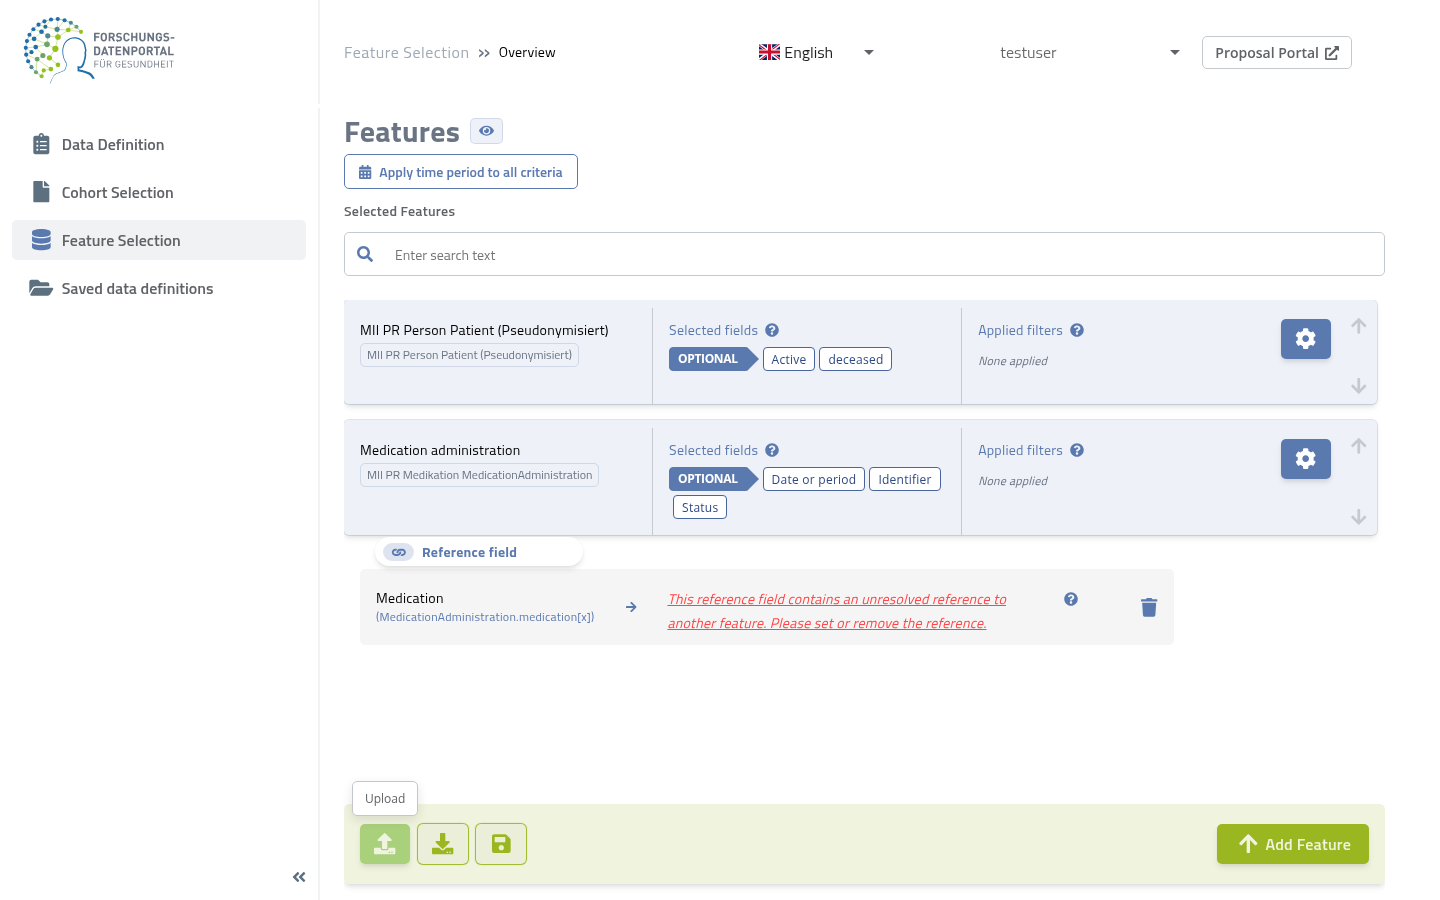 FORSCHUNGS-
DATENPORTAL
FÜR GESUNDHEIT
Feature Selection » Overview
English
testuser
Proposal Portal
Data Definition
Cohort Selection
Feature Selection
Saved data definitions
Features
Apply time period to all criteria
Selected Features
Enter search text
MII PR Person Patient (Pseudonymisiert)
MII PR Person Patient (Pseudonymisiert)
Selected fields
OPTIONAL Active deceased
Applied filters
None applied
Medication administration
MII PR Medikation MedicationAdministration
Selected fields
OPTIONAL Date or period Identifier
Status
Applied filters
None applied
Reference field
Medication
(MedicationAdministration.medication[x])
This reference field contains an unresolved reference to
another feature. Please set or remove the reference.
Upload
Add Feature